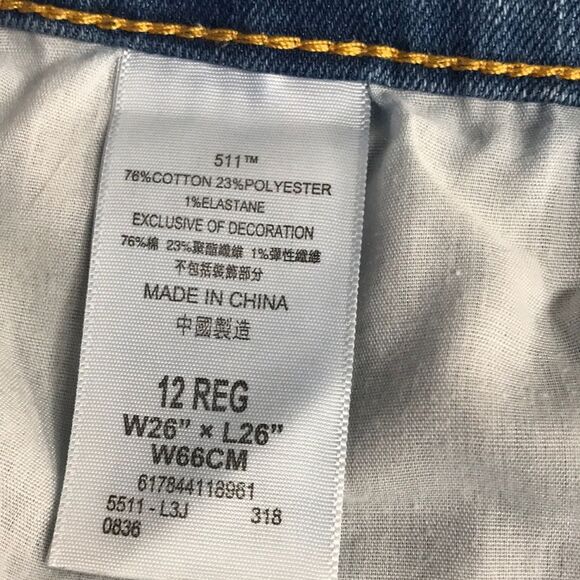 511™
76%COTTON 23%POLYESTER
1%ELASTANE
EXCLUSIVE OF DECORATION
76%棉 23%聚酯纖維 1%彈性纖維
不包括裝飾部分
MADE IN CHINA
中國製造
12 REG
W26" × L26"
W66CM
617844118961
5511 - L3J 318
0836